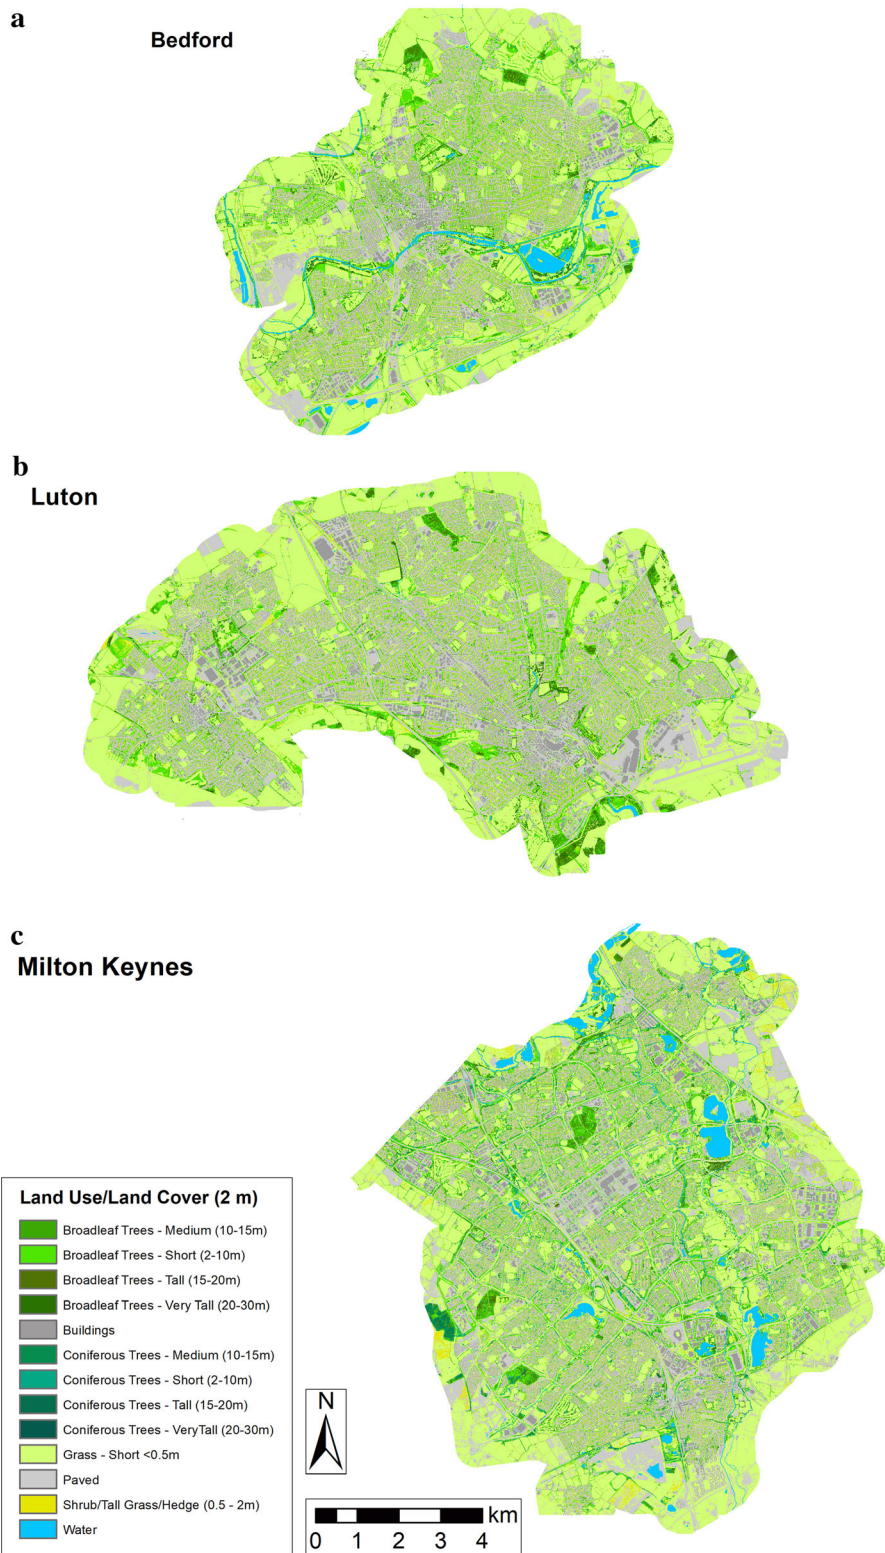 a
Bedford
b
Luton
c
Milton Keynes
Land Use/Land Cover (2 m)
Broadleaf Trees - Medium (10-15m)
Broadleaf Trees - Short (2-10m)
Broadleaf Trees - Tall (15-20m)
Broadleaf Trees - Very Tall (20-30m)
Buildings
Coniferous Trees - Medium (10-15m)
Coniferous Trees - Short (2-10m)
Coniferous Trees - Tall (15-20m)
Coniferous Trees - VeryTall (20-30m)
Grass - Short <0.5m
Paved
Shrub/Tall Grass/Hedge (0.5 - 2m)
Water
N
km
0 1 2 3 4